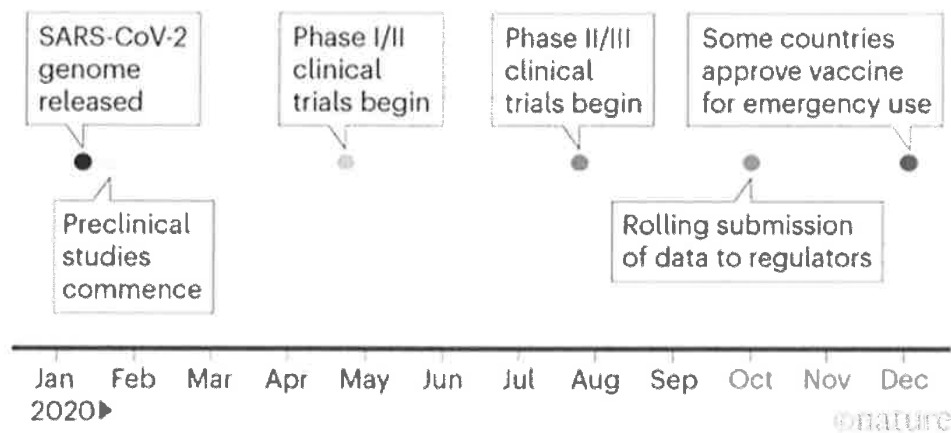 SARS-CoV-2
genome
released
Phase I/II
clinical
trials begin
Phase II/III
clinical
trials begin
Some countries
approve vaccine
for emergency use
Preclinical
studies
commence
Rolling submission
of data to regulators
Jan Feb Mar Apr May Jun Jul Aug Sep Oct Nov Dec
2020▶
©nature